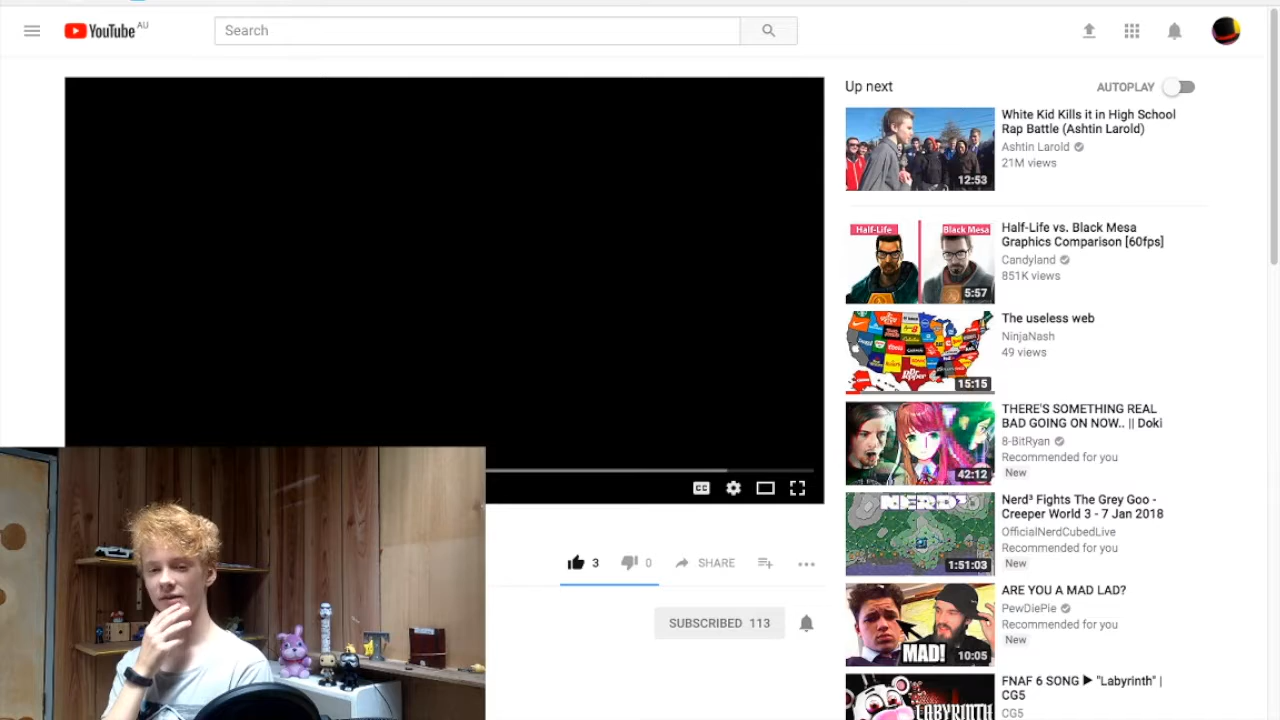 YouTube AU
Search
Up next
AUTOPLAY
White Kid Kills it in High School
Rap Battle (Ashtin Larold)
Ashtin Larold
21M views
12:53
Half-Life
Black Mesa
Half-Life vs. Black Mesa
Graphics Comparison [60fps]
Candyland
851K views
5:57
The useless web
NinjaNash
49 views
15:15
THERE'S SOMETHING REAL
BAD GOING ON NOW.. || Doki
8-BitRyan
Recommended for you
New
42:12
NERD³
Nerd³ Fights The Grey Goo -
Creeper World 3 - 7 Jan 2018
OfficialNerdCubedLive
Recommended for you
New
1:51:03
ARE YOU A MAD LAD?
PewDiePie
Recommended for you
New
MAD!
10:05
FNAF 6 SONG ▶ "Labyrinth" |
CG5
CG5
LABYRINTH
CC
3
0
SHARE
SUBSCRIBED 113